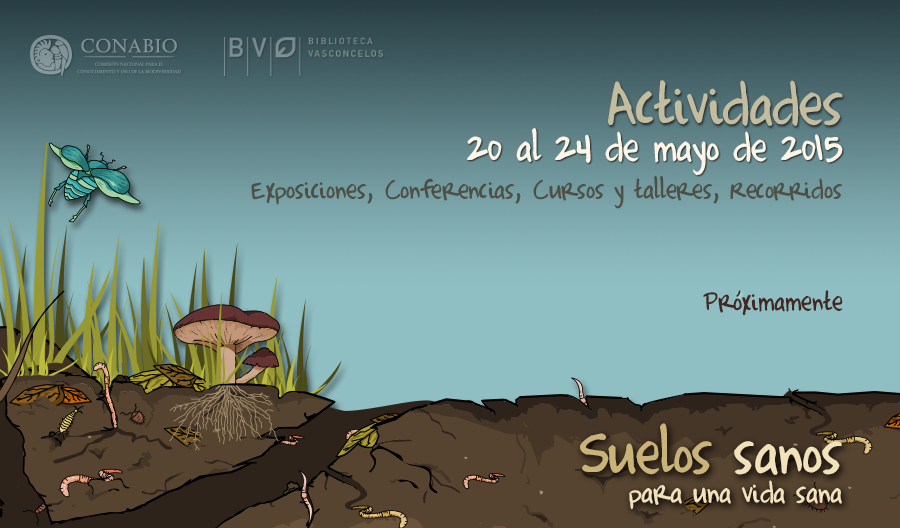 CONABIO
COMISIÓN NACIONAL PARA EL
CONOCIMIENTO Y USO DE LA BIODIVERSIDAD
BV
BIBLIOTECA
VASCONCELOS
Actividades
20 al 24 de mayo de 2015
Exposiciones, Conferencias, Cursos y talleres, recorridos
Próximamente
Suelos sanos
para una vida sana